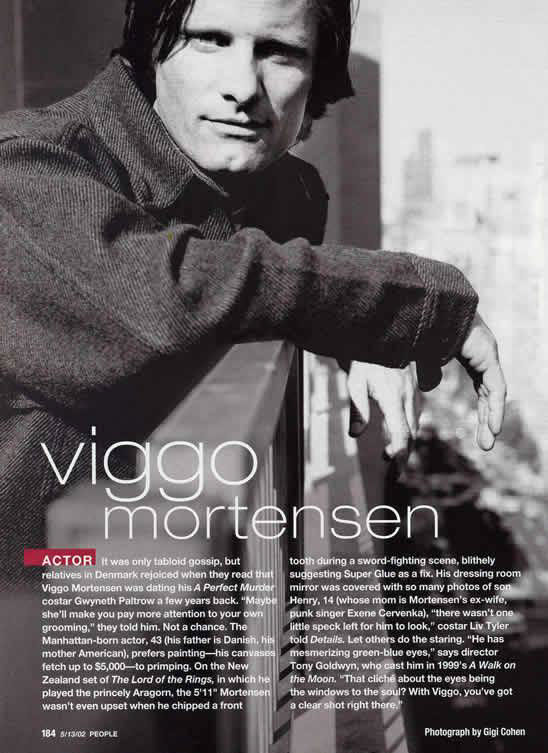 viggo
mortensen
ACTOR It was only tabloid gossip, but
relatives in Denmark rejoiced when they read that
Viggo Mortensen was dating his A Perfect Murder
costar Gwyneth Paltrow a few years back. "Maybe
she'll make you pay more attention to your own
grooming," they told him. Not a chance. The
Manhattan-born actor, 43 (his father is Danish, his
mother American), prefers painting—his canvases
fetch up to $5,000—to primping. On the New
Zealand set of The Lord of the Rings, in which he
played the princely Aragorn, the 5'11" Mortensen
wasn't even upset when he chipped a front
tooth during a sword-fighting scene, blithely
suggesting Super Glue as a fix. His dressing room
mirror was covered with so many photos of son
Henry, 14 (whose mom is Mortensen's ex-wife,
punk singer Exene Cervenka), "there wasn't one
little speck left for him to look," costar Liv Tyler
told Details. Let others do the staring. "He has
mesmerizing green-blue eyes," says director
Tony Goldwyn, who cast him in 1999's A Walk on
the Moon. "That cliché about the eyes being
the windows to the soul? With Viggo, you've got
a clear shot right there."
184 5/13/02 PEOPLE
Photograph by Gigi Cohen